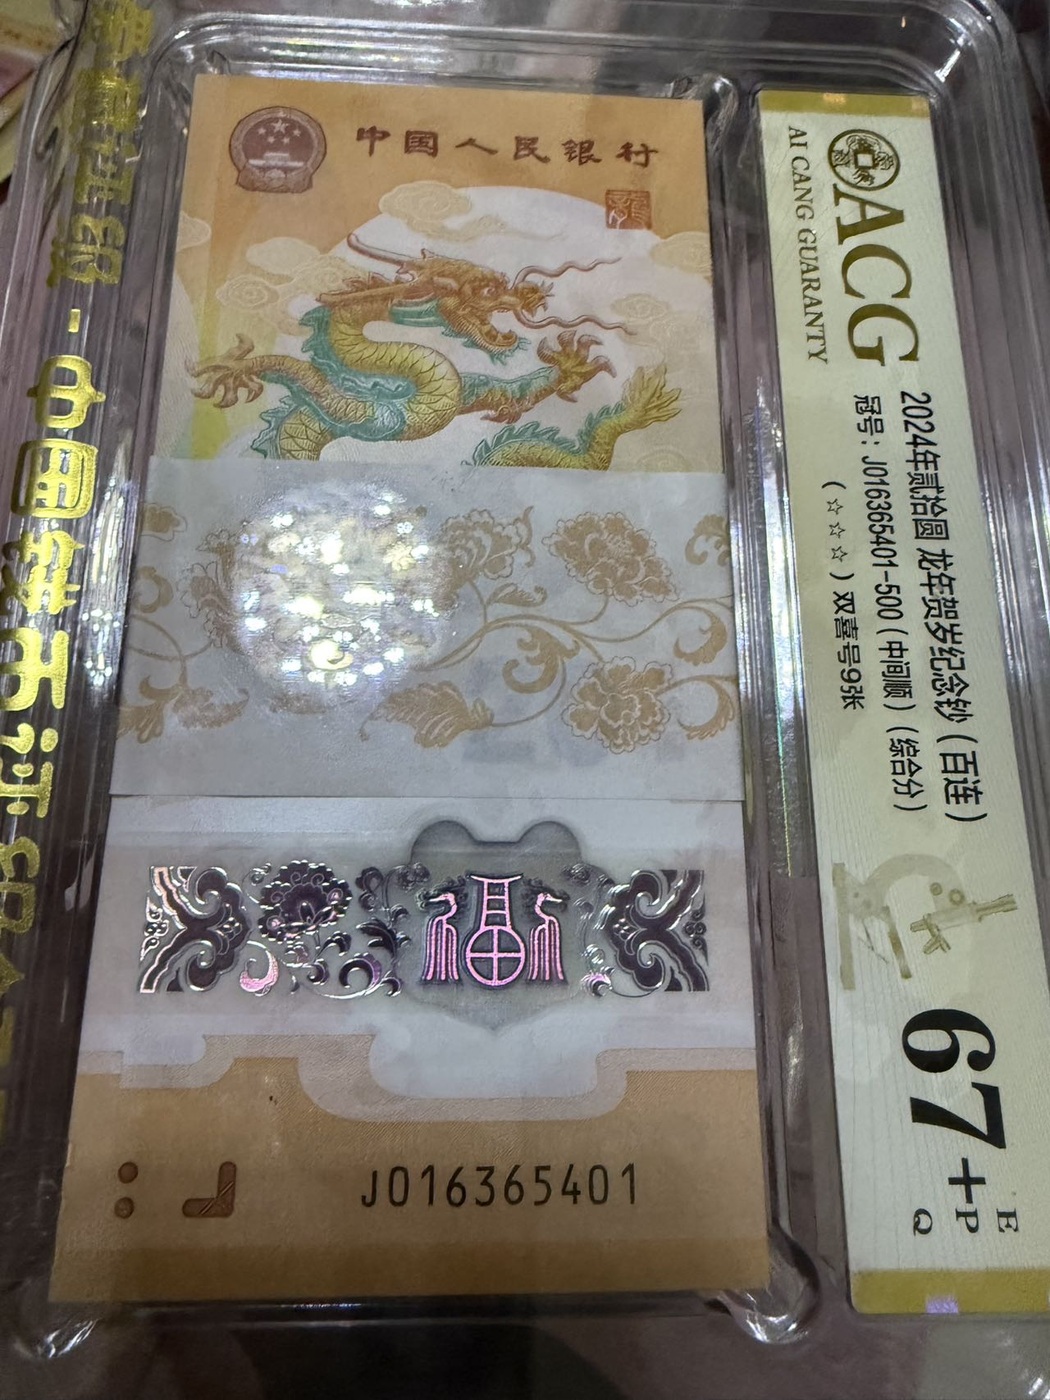 中国人民银行
J016365401
ACG
AI CANG GUARANTY
2024年贰拾圆 龙年贺岁纪念钞（百连）
冠号：J016365401-500（中间顺）（综合分）
（☆☆☆☆）双喜号9张
67+
E
P
Q